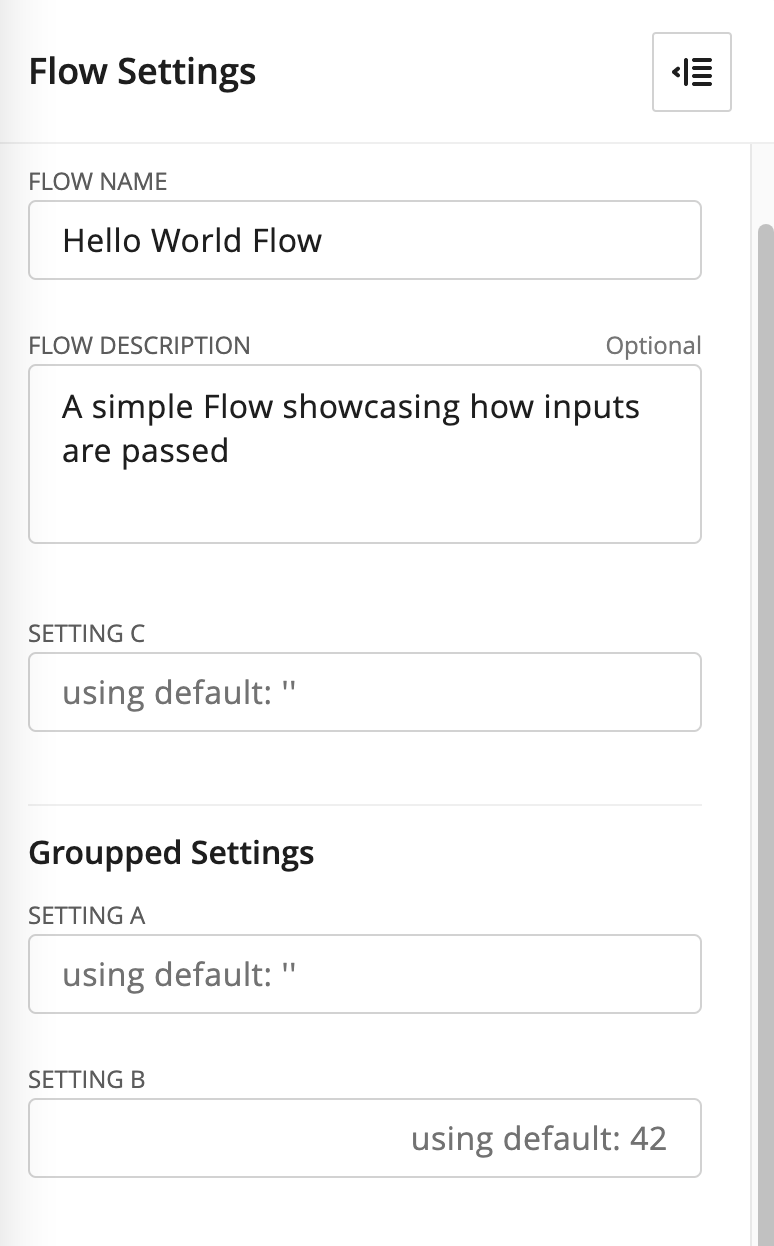 Flow Settings
FLOW NAME
Hello World Flow
FLOW DESCRIPTION Optional
A simple Flow showcasing how inputs
are passed
SETTING C
using default: ''
Groupped Settings
SETTING A
using default: ''
SETTING B
using default: 42